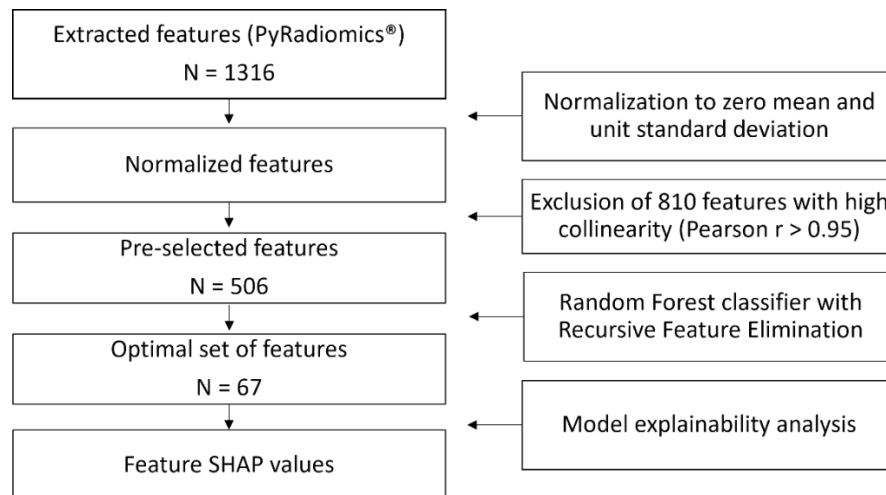 Extracted features (PyRadiomics®)
N = 1316
Normalization to zero mean and
unit standard deviation
Normalized features
Exclusion of 810 features with high
collinearity (Pearson r > 0.95)
Pre-selected features
N = 506
Random Forest classifier with
Recursive Feature Elimination
Optimal set of features
N = 67
Model explainability analysis
Feature SHAP values